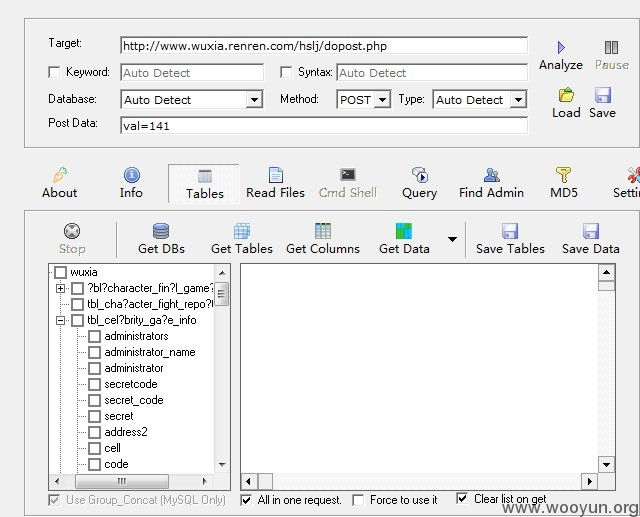 Target: http://www.wuxia.renren.com/hslj/dopost.php
Keyword: Auto Detect Syntax: Auto Detect
Analyze Pause
Database: Auto Detect Method: POST Type: Auto Detect
Load Save
Post Data: val=141
About Info Tables Read Files Cmd Shell Query Find Admin MD5 Settin
Stop Get DBs Get Tables Get Columns Get Data Save Tables Save Data
wuxia
?bl?character_fin?l_game?
tbl_cha?acter_fight_repo?t
tbl_cel?brity_ga?e_info
administrators
administrator_name
administrator
secretcode
secret_code
secret
address2
cell
code
Use Group_Concat (MySQL Only) All in one request. Force to use it Clear list on get
www.wooyun.org